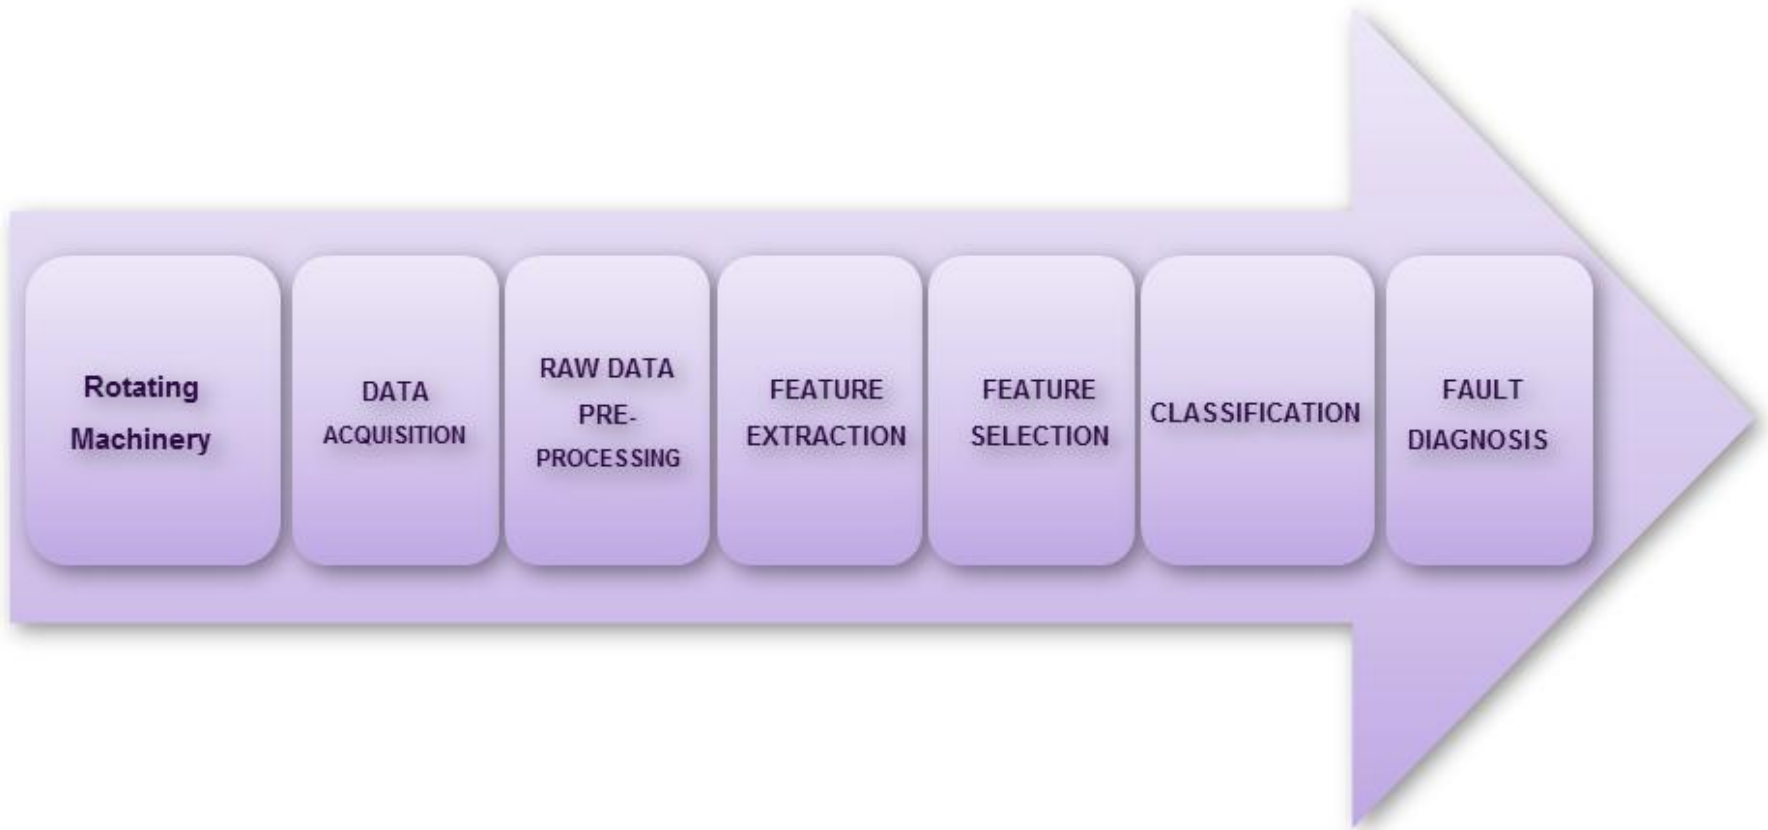 Rotating
Machinery
DATA
ACQUISITION
RAW DATA
PRE-
PROCESSING
FEATURE
EXTRACTION
FEATURE
SELECTION
CLASSIFICATION
FAULT
DIAGNOSIS